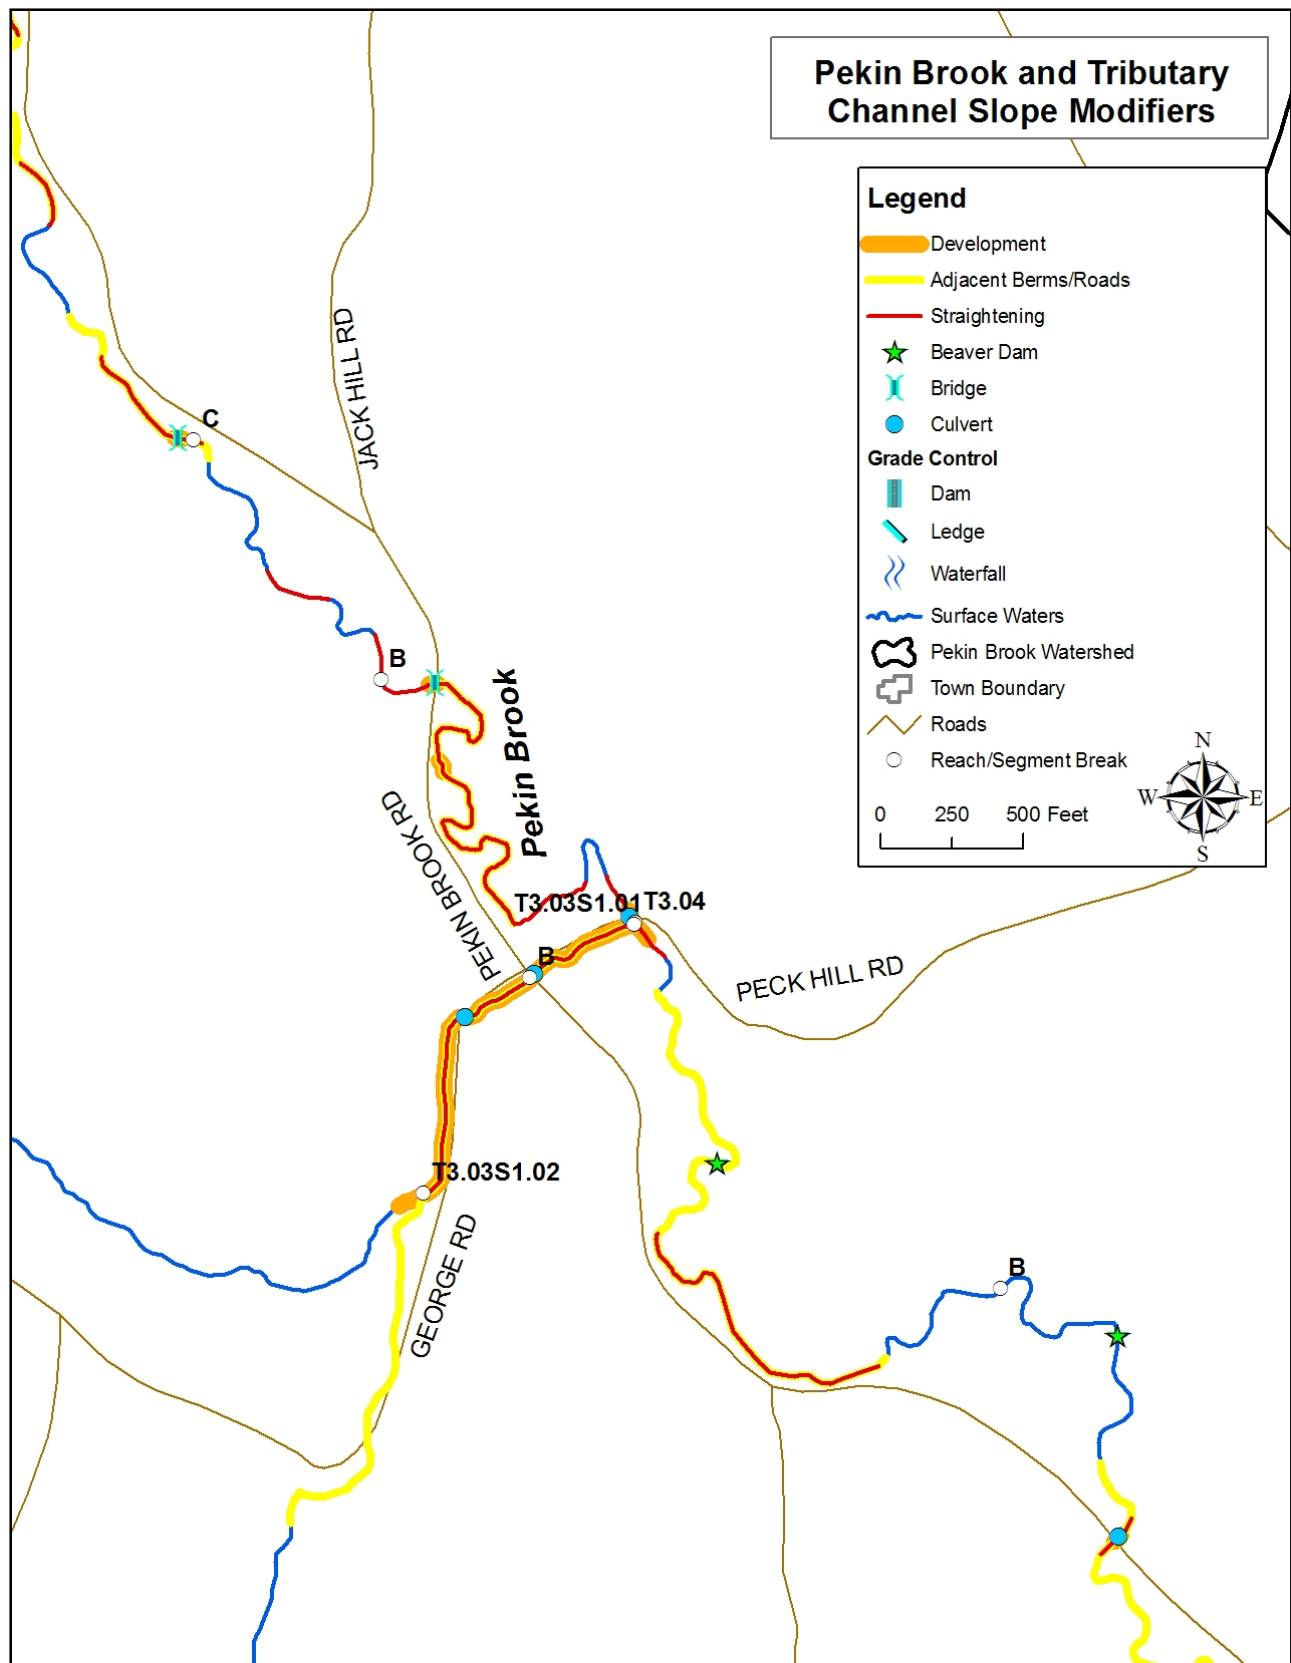 Pekin Brook and Tributary
Channel Slope Modifiers
Legend
Development
Adjacent Berms/Roads
Straightening
Beaver Dam
Bridge
Culvert
Grade Control
Dam
Ledge
Waterfall
Surface Waters
Pekin Brook Watershed
Town Boundary
Roads
Reach/Segment Break
N
W
E
S
0 250 500 Feet
JACK HILL RD
C
B
Pekin Brook
PEKIN BROOK RD
T3.03S1.01
T3.04
B
PECK HILL RD
T3.03S1.02
GEORGE RD
B